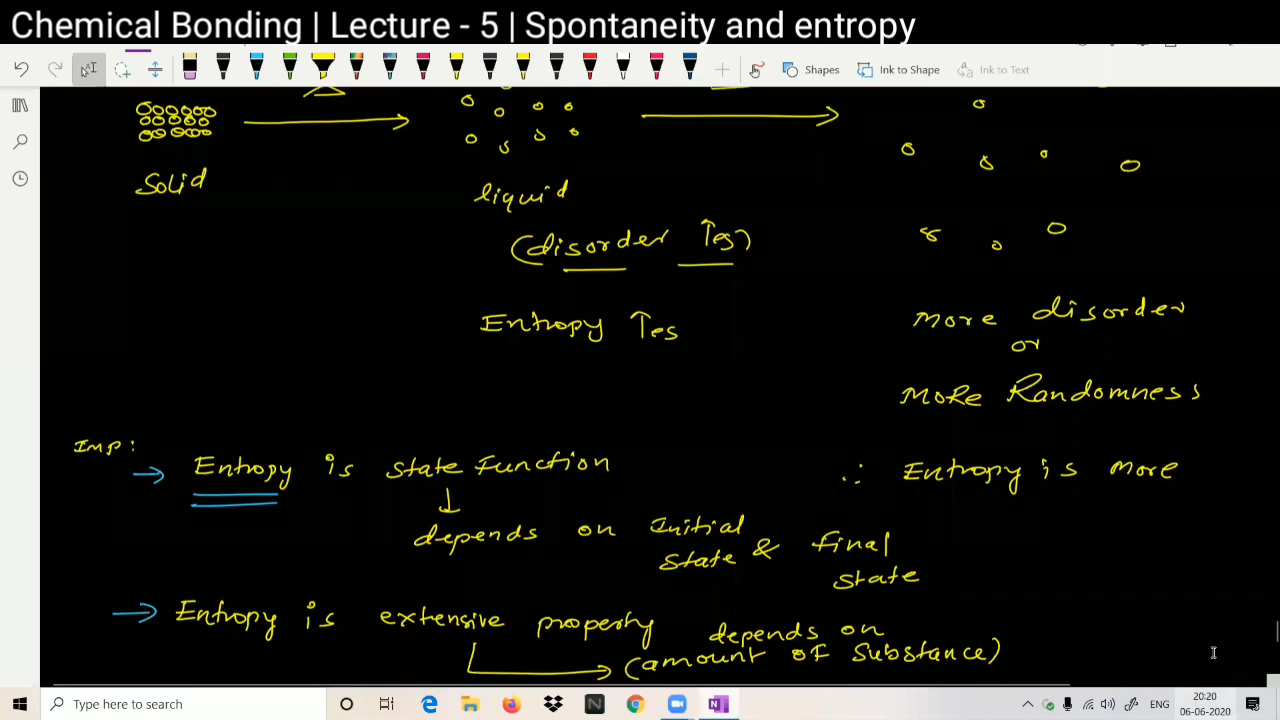 Chemical Bonding | Lecture - 5 | Spontaneity and entropy
Shapes
Ink to Shape
Ink to Text
Solid
liquid
(disorder ↑es)
Entropy ↑es
More disorder
or
More Randomness
Imp:
→ Entropy is state function
∴ Entropy is more
depends on Initial state & final state
→ Entropy is extensive property depends on
(amount of substance)
Type here to search
ENG
20:20
06-06-2020